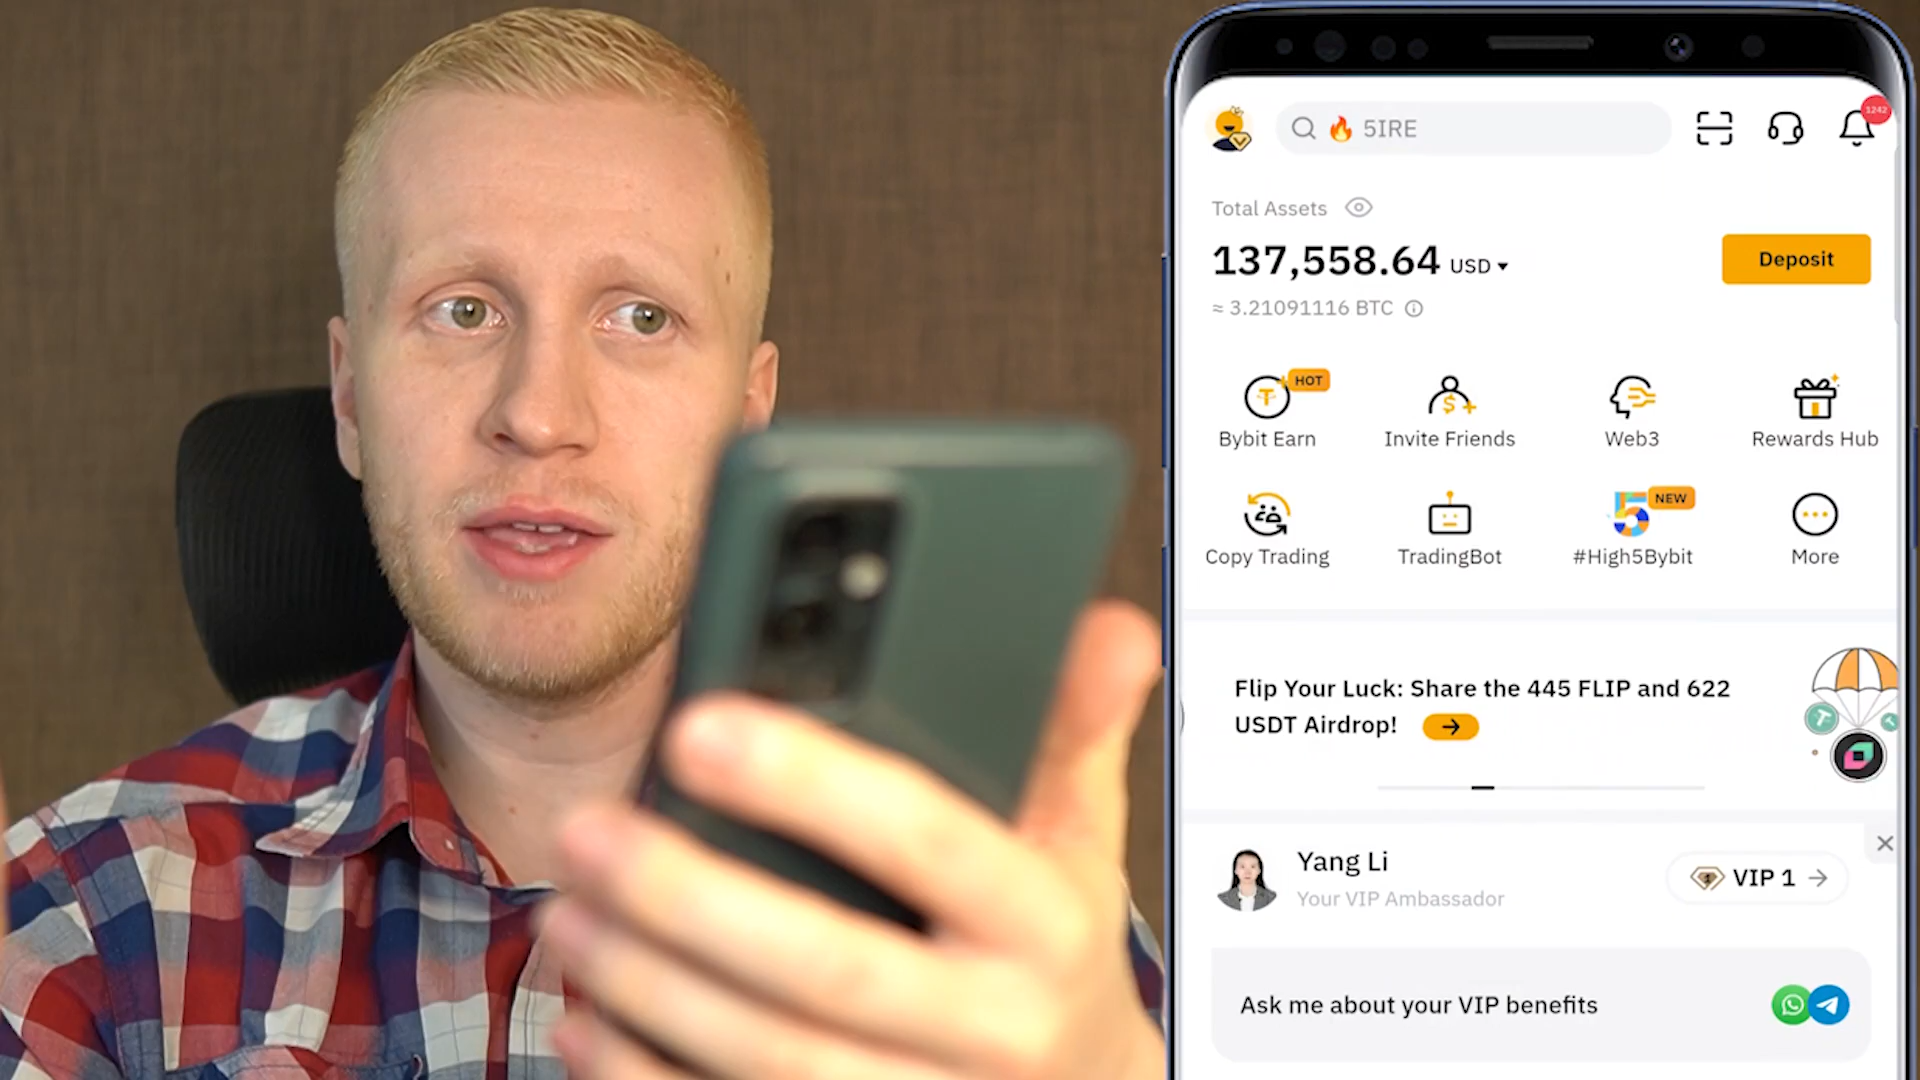 1242
5IRE
Total Assets
137,558.64 USD
Deposit
≈ 3.21091116 BTC
HOT
Bybit Earn
Invite Friends
Web3
Rewards Hub
NEW
Copy Trading
TradingBot
#High5Bybit
More
Flip Your Luck: Share the 445 FLIP and 622
USDT Airdrop!
Yang Li
Your VIP Ambassador
VIP 1
Ask me about your VIP benefits